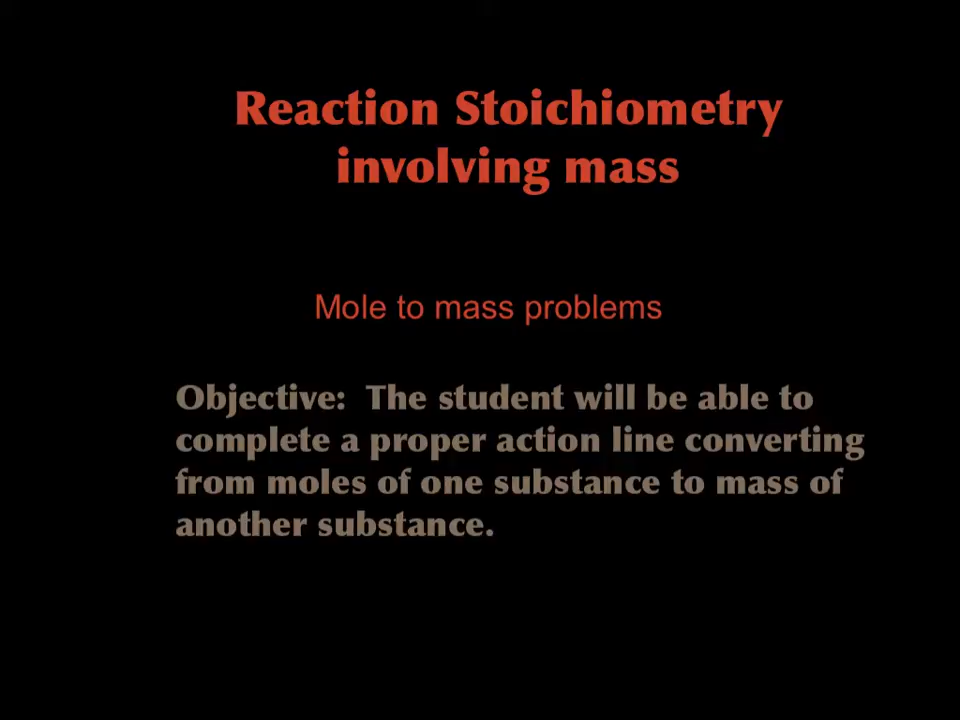 Reaction Stoichiometry
involving mass
Mole to mass problems
Objective:  The student will be able to
complete a proper action line converting
from moles of one substance to mass of
another substance.